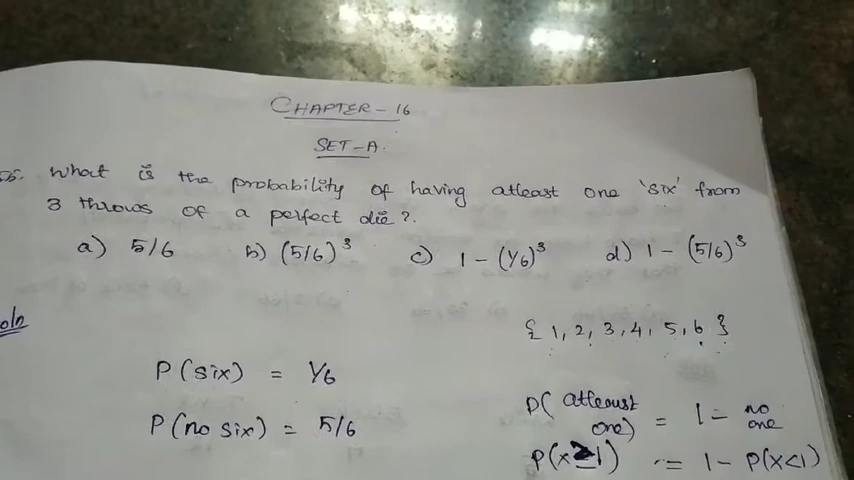 CHAPTER - 16
SET-A.
What is the probability of having atleast one 'six' from
3 throws of a perfect die?.
a) 5/6 b) (5/6)³ c) 1 - (1/6)³ d) 1 - (5/6)³
{ 1, 2, 3, 4, 5, 6 }
P(six) = 1/6
P(no six) = 5/6
P( atleast one) = 1 - no one
P(x≥1) = 1 - P(x<1)